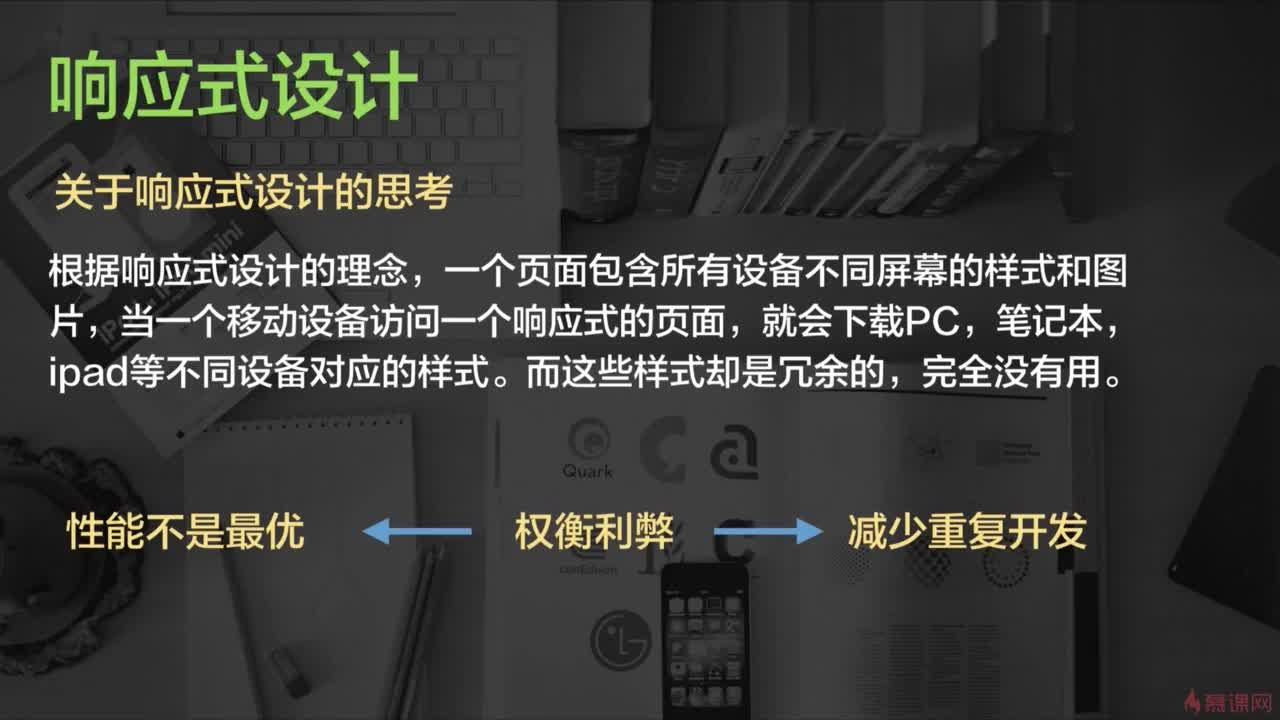 响应式设计
关于响应式设计的思考
根据响应式设计的理念，一个页面包含所有设备不同屏幕的样式和图
片，当一个移动设备访问一个响应式的页面，就会下载PC，笔记本，
ipad等不同设备对应的样式。而这些样式却是冗余的，完全没有用。
Quark
性能不是最优
权衡利弊
减少重复开发
慕课网